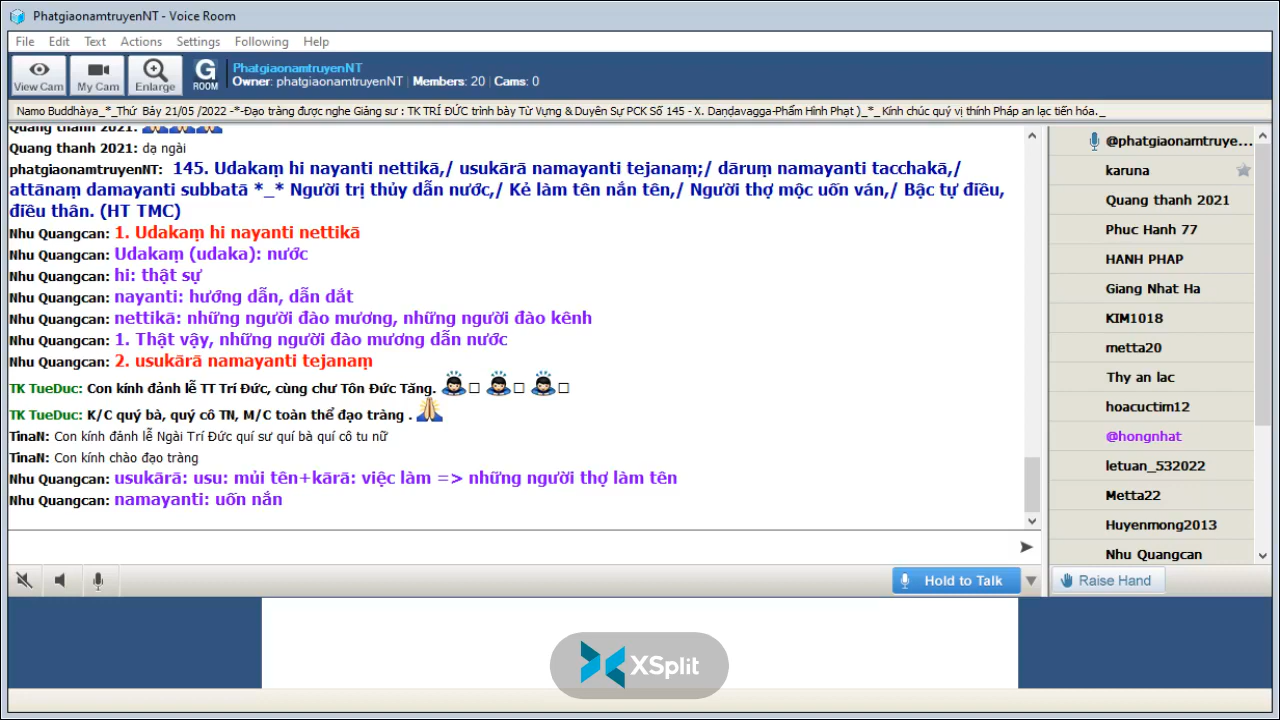 PhatgiaonamtruyenNT - Voice Room
File Edit Text Actions Settings Following Help
View Cam My Cam Enlarge G ROOM
PhatgiaonamtruyenNT
Owner: phatgiaonamtruyenNT | Members: 20 | Cams: 0
Namo Buddhàya_*_Thứ Bảy 21/05 /2022 -*-Đạo tràng được nghe Giảng sư : TK TRÍ ĐỨC trình bày Từ Vựng & Duyên Sự PCK Số 145 - X. Daṇḍavagga-Phẩm Hình Phạt )_*_Kính chúc quý vị thính Pháp an lạc tiến hóa._
Quang thanh 2021:
Quang thanh 2021: dạ ngài
phatgiaonamtruyenNT: 145. Udakaṃ hi nayanti nettikā,/ usukārā namayanti tejanaṃ;/ dāruṃ namayanti tacchakā,/
attānaṃ damayanti subbatā *_* Người trị thủy dẫn nước,/ Kẻ làm tên nắn tên,/ Người thợ mộc uốn ván,/ Bậc tự điều,
điều thân. (HT TMC)
Nhu Quangcan: 1. Udakaṃ hi nayanti nettikā
Nhu Quangcan: Udakaṃ (udaka): nước
Nhu Quangcan: hi: thật sự
Nhu Quangcan: nayanti: hướng dẫn, dẫn dắt
Nhu Quangcan: nettikā: những người đào mương, những người đào kênh
Nhu Quangcan: 1. Thật vậy, những người đào mương dẫn nước
Nhu Quangcan: 2. usukārā namayanti tejanaṃ
TK TueDuc: Con kính đảnh lễ TT Trí Đức, cùng chư Tôn Đức Tăng.
TK TueDuc: K/C quý bà, quý cô TN, M/C toàn thể đạo tràng .
TinaN: Con kính đảnh lễ Ngài Trí Đức quí sư quí bà quí cô tu nữ
TinaN: Con kính chào đạo tràng
Nhu Quangcan: usukārā: usu: mủi tên+kārā: việc làm => những người thợ làm tên
Nhu Quangcan: namayanti: uốn nắn
@phatgiaonamtruye...
karuna
Quang thanh 2021
Phuc Hanh 77
HANH PHAP
Giang Nhat Ha
KIM1018
metta20
Thy an lac
hoacuctim12
@hongnhat
letuan_532022
Metta22
Huyenmong2013
Nhu Quangcan
Hold to Talk
Raise Hand
XSplit